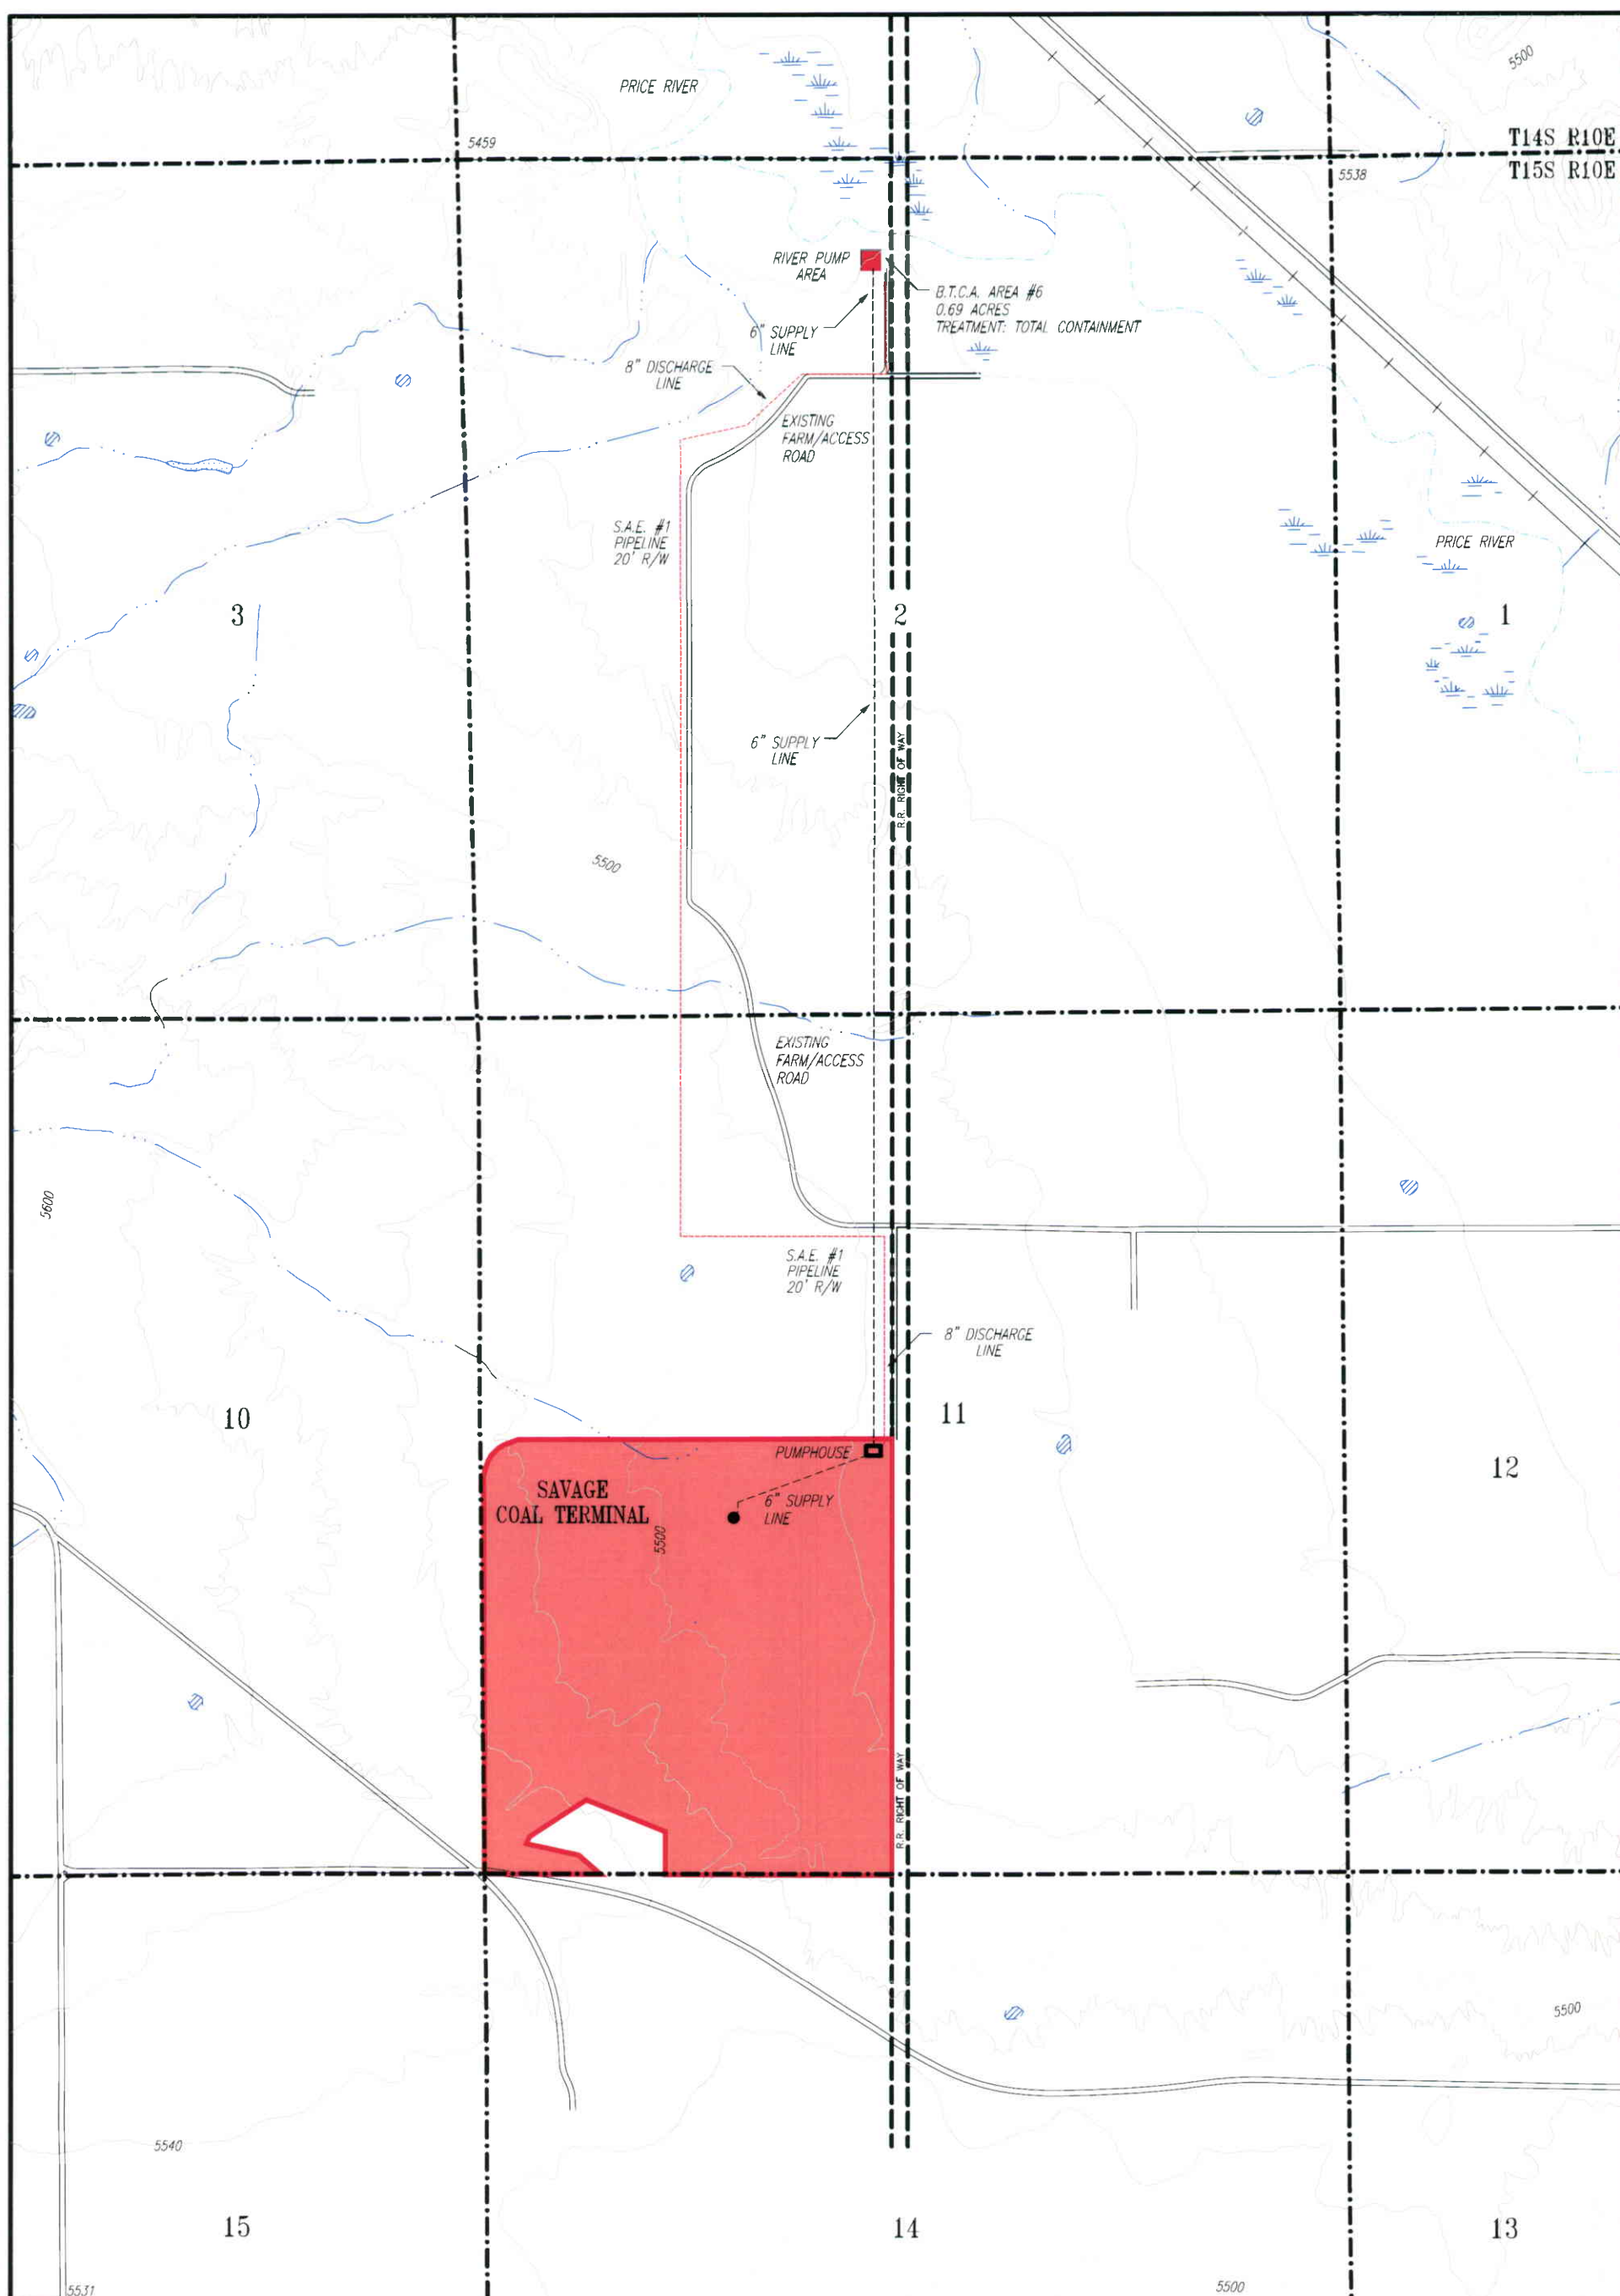 5500
PRICE RIVER
T14S R10E
5459
T15S R10E
5538
RIVER PUMP
AREA
B.T.C.A. AREA #6
0.69 ACRES
TREATMENT: TOTAL CONTAINMENT
6" SUPPLY
LINE
8" DISCHARGE
LINE
EXISTING
FARM/ACCESS
ROAD
S.A.E. #1
PIPELINE
20' R/W
PRICE RIVER
3
2
1
6" SUPPLY
LINE
R.R. RIGHT OF WAY
5500
EXISTING
FARM/ACCESS
ROAD
5600
S.A.E. #1
PIPELINE
20' R/W
8" DISCHARGE
LINE
10
11
12
PUMPHOUSE
SAVAGE
COAL TERMINAL
6" SUPPLY
LINE
5500
R.R. RIGHT OF WAY
5500
5540
15
14
13
5531
5500